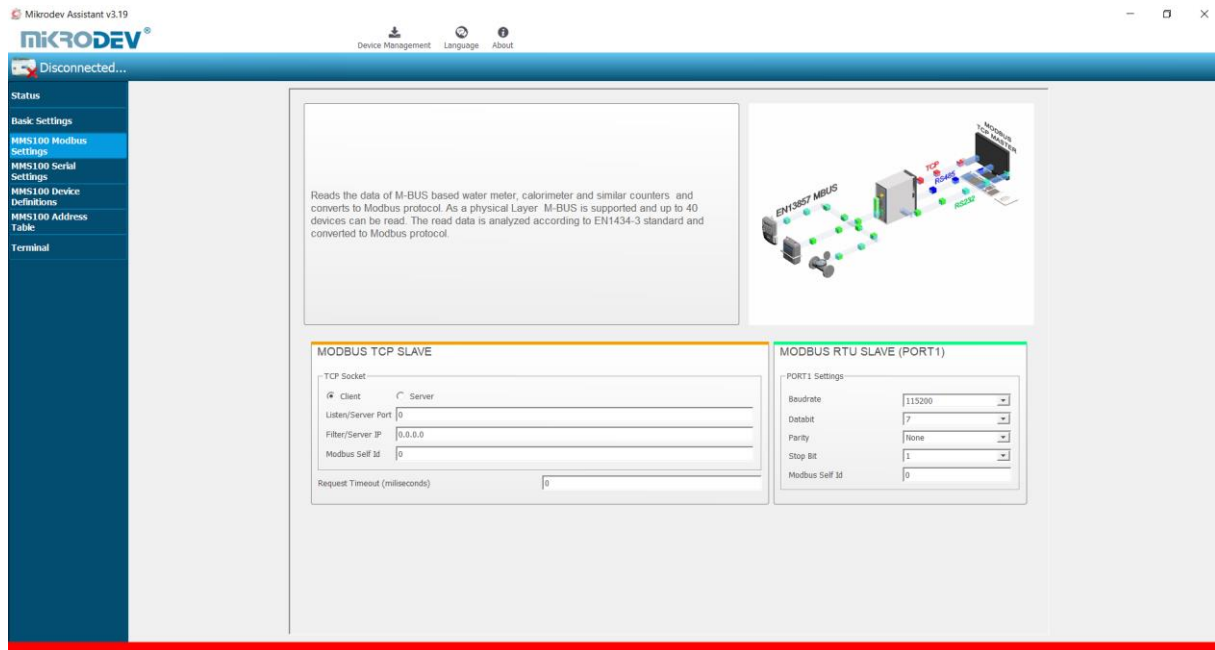 Mikrodev Assistant v3.19
MiKRODEV®
Device Management
Language
About
Disconnected...
Status
Basic Settings
MMS100 Modbus
Settings
MMS100 Serial
Settings
MMS100 Device
Definitions
MMS100 Address
Table
Terminal
Reads the data of M-BUS based water meter, calorimeter and similar counters and
converts to Modbus protocol. As a physical Layer M-BUS is supported and up to 40
devices can be read. The read data is analyzed according to EN1434-3 standard and
converted to Modbus protocol.
MODBUS
TCP MASTER
TCP
RS485
RS232
EN13857 MBUS
MODBUS TCP SLAVE
TCP Socket
Client
Server
Listen/Server Port 0
Filter/Server IP 0.0.0.0
Modbus Self Id 0
Request Timeout (miliseconds) 0
MODBUS RTU SLAVE (PORT1)
PORT1 Settings
Baudrate 115200
Databit 7
Parity None
Stop Bit 1
Modbus Self Id 0